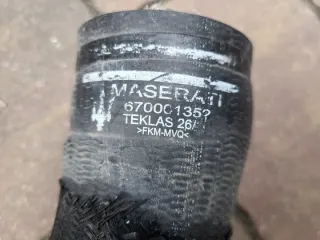 MASERATI
670001352
TEKLAS 26/
>FKM-MVQ<